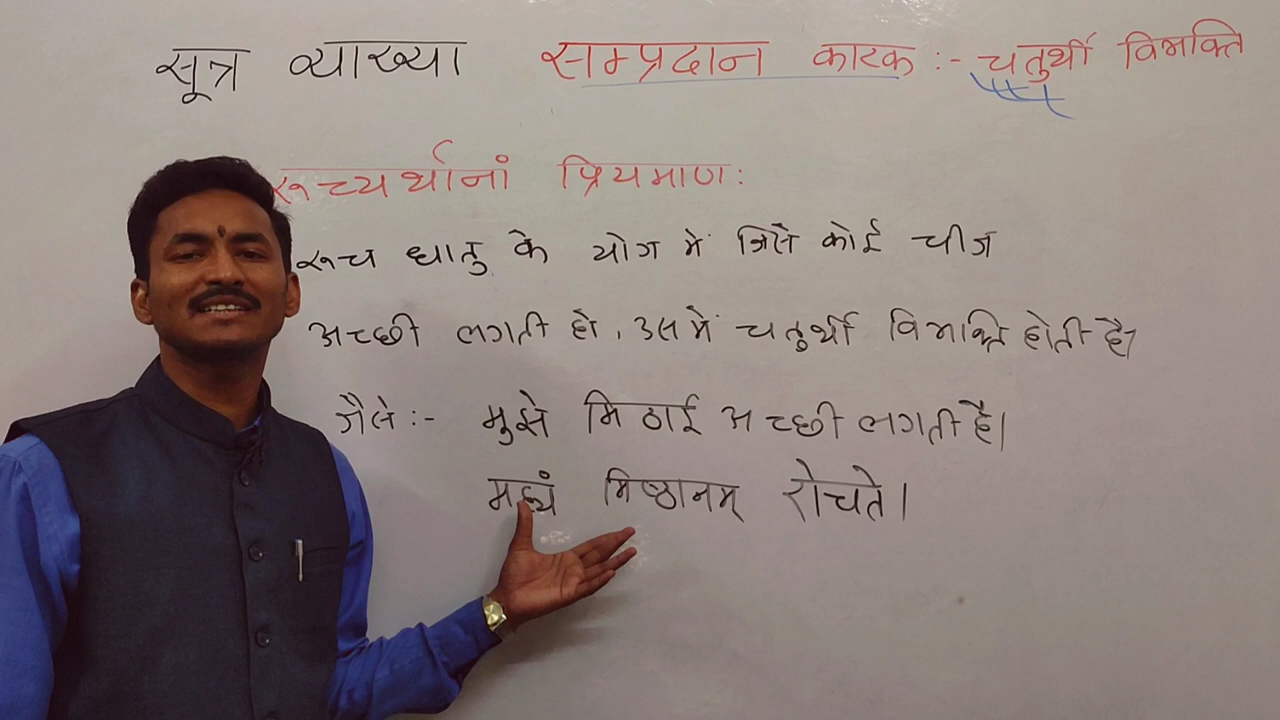 सूत्र व्याख्या सम्प्रदान कारक :- चतुर्थी विभक्ति
रूच्यर्थानां प्रियमाण:
रूच धातु के योग में जिसे कोई चीज
अच्छी लगती हो, उसमें चतुर्थी विभक्ति होती है।
जैसे :- मुझे मिठाई अच्छी लगती है।
मह्यं मिष्ठानम् रोचते।